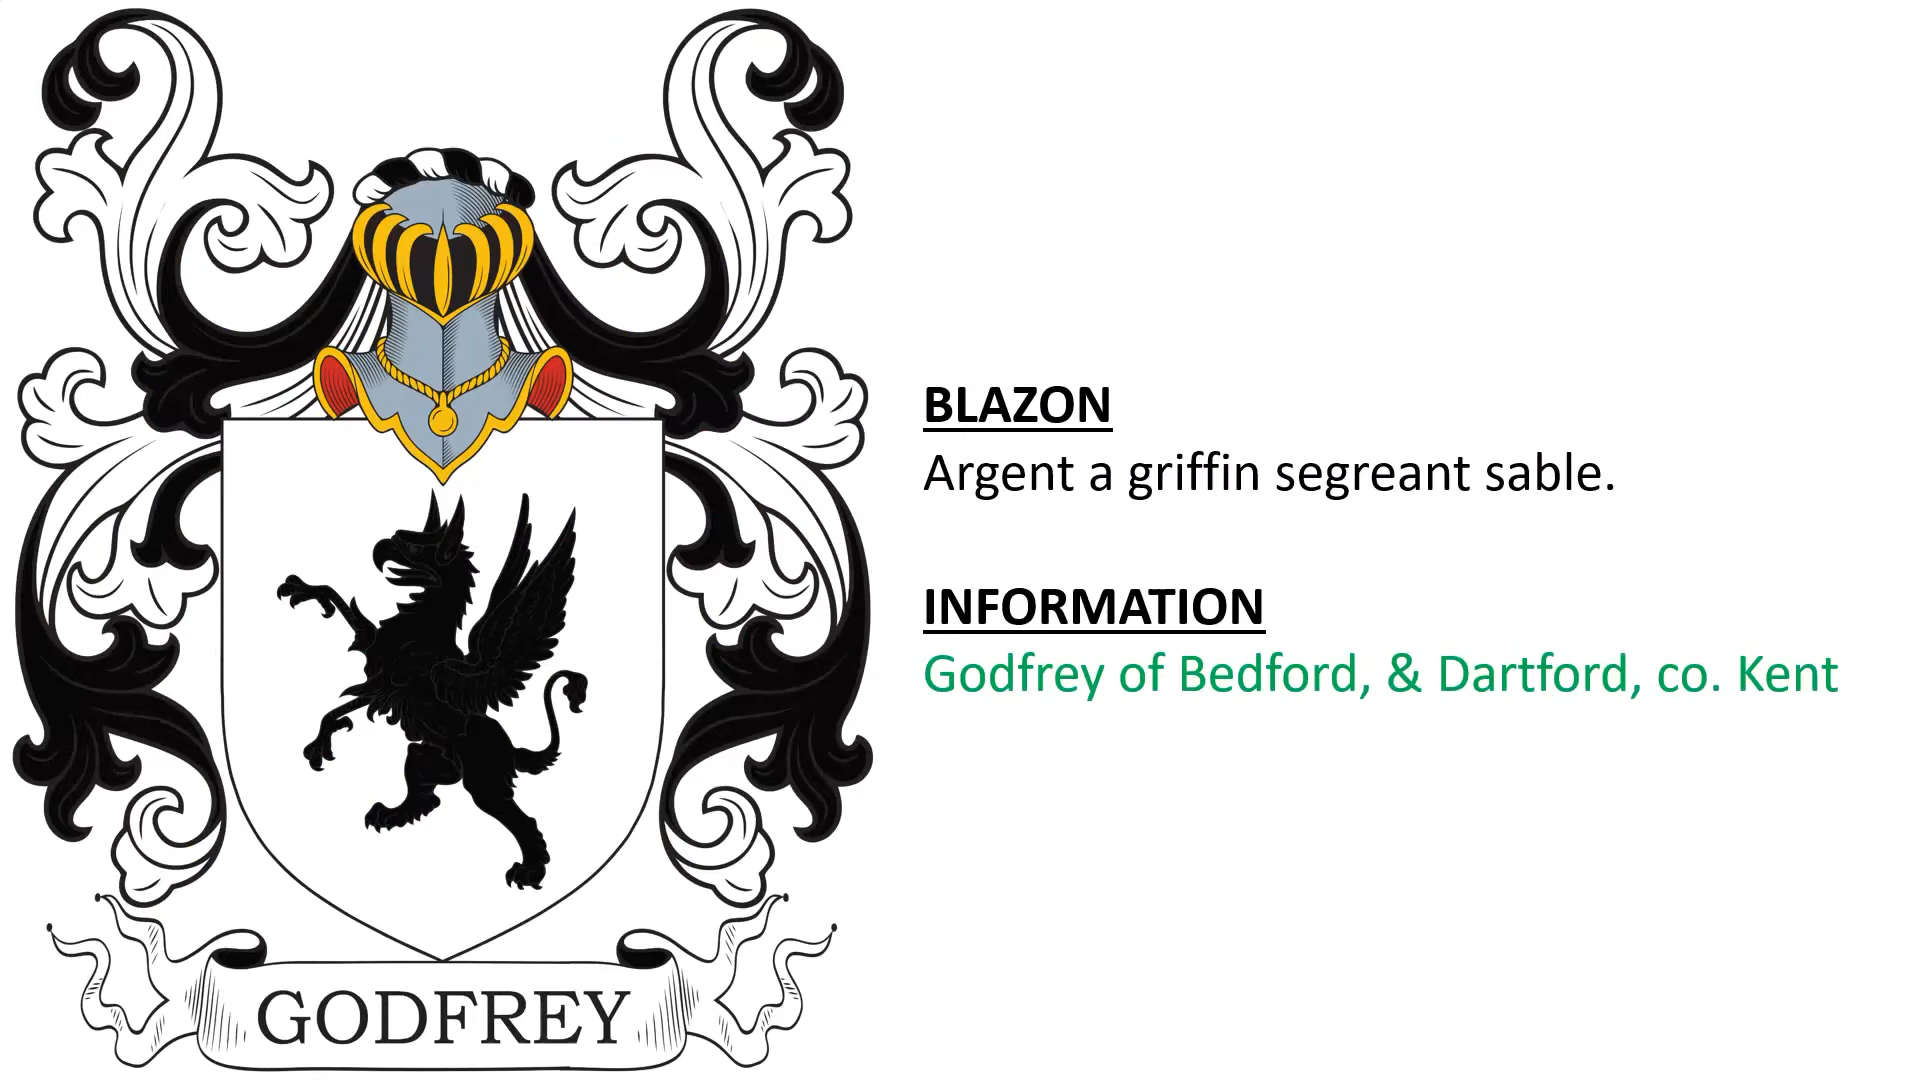 BLAZON
Argent a griffin segreant sable.
INFORMATION
Godfrey of Bedford, & Dartford, co. Kent
GODFREY